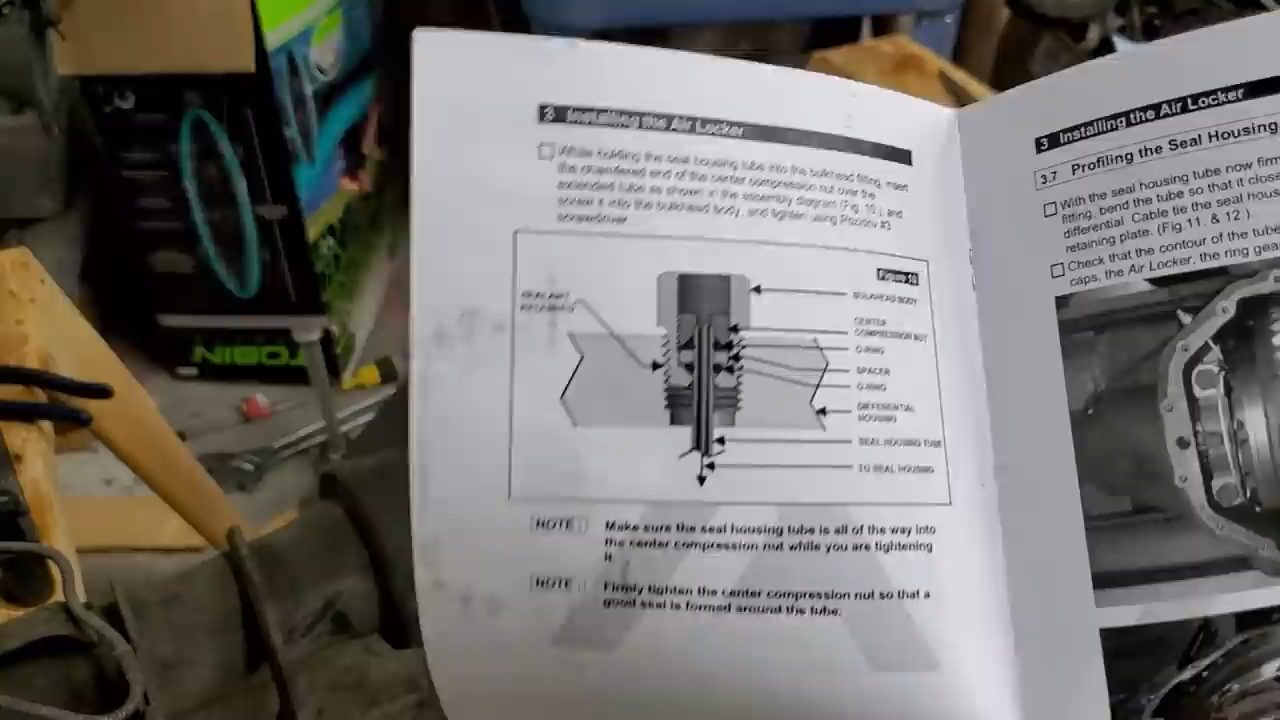 3 Installing the Air Locker
While holding the seal housing tube into the bulkhead fitting, insert
the chamfered end of the center compression nut over the
extended tube as shown in the assembly diagram (Fig. 10.), and
screw it into the bulkhead body, and tighten using Pozidriv #3
screwdriver
Figure 10
SEALANT
REQUIRED
BULKHEAD BODY
CENTER
COMPRESSION NUT
O-RING
SPACER
O-RING
DIFFERENTIAL
HOUSING
SEAL HOUSING TUBE
TO SEAL HOUSING
NOTE : Make sure the seal housing tube is all of the way into
the center compression nut while you are tightening
it.
NOTE : Firmly tighten the center compression nut so that a
good seal is formed around the tube.
3 Installing the Air Locker
3.7 Profiling the Seal Housing
With the seal housing tube now firm
fitting, bend the tube so that it close
differential. Cable tie the seal hous
retaining plate. (Fig.11. & 12.)
Check that the contour of the tube
caps, the Air Locker, the ring gea
TOBIN